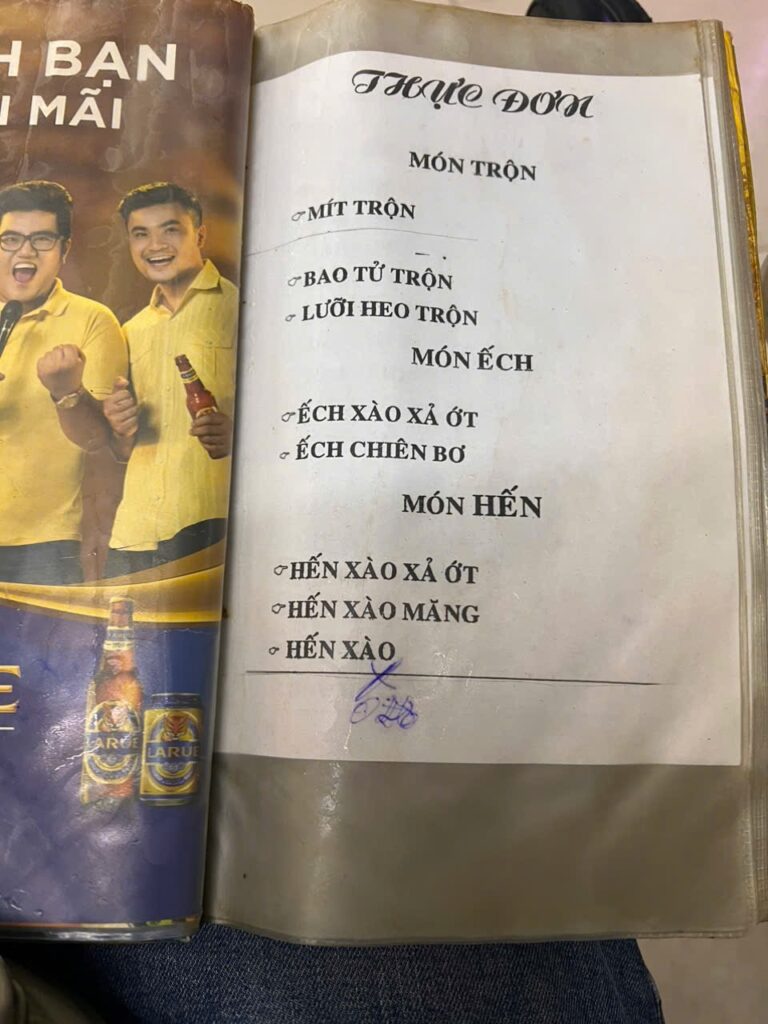 H BẠN
I MÃI
E
LARUE
LARUE
THỰC ĐƠN
MÓN TRỘN
MÍT TRỘN
BAO TỬ TRỘN
LƯỠI HEO TRỘN
MÓN ẾCH
ẾCH XÀO XẢ ỚT
ẾCH CHIÊN BƠ
MÓN HẾN
HẾN XÀO XẢ ỚT
HẾN XÀO MĂNG
HẾN XÀO